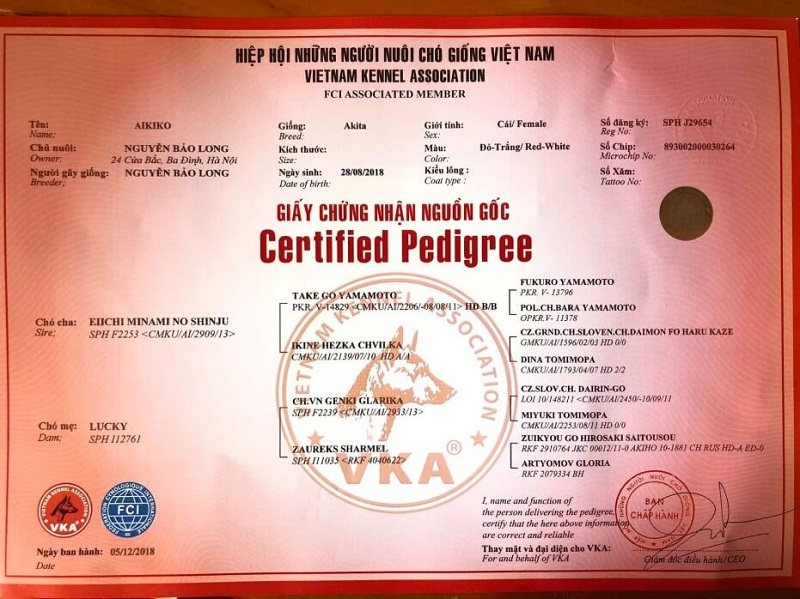 HIỆP HỘI NHỮNG NGƯỜI NUÔI CHÓ GIỐNG VIỆT NAM
VIETNAM KENNEL ASSOCIATION
FCI ASSOCIATED MEMBER
Tên: AIKIKO Giống: Akita Giới tính: Cái/ Female Số đăng ký: SPH J29654
Name: Breed: Sex: Reg No:
Chủ nuôi: NGUYỄN BẢO LONG Kích thước: Màu: Đỏ-Trắng/ Red-White Số Chip: 893002000030264
Owner; 24 Cửa Bắc, Ba Đình, Hà Nội Size: Color: Microchip No:
Người gây giống: NGUYỄN BẢO LONG Ngày sinh: 28/08/2018 Kiểu lông : Số Xăm:
Breeder; Date of birth: Coat type : Tattoo No:
GIẤY CHỨNG NHẬN NGUỒN GỐC
Certified Pedigree
FUKURO YAMAMOTO
PKR. V- 13796
TAKE GO YAMAMOTO
PKR. V-14829 <CMKU/AI/2206/-08/08/11> HD B/B
POL.CH.BARA YAMAMOTO
OPKR.V- 11378
Chó cha: EIICHI MINAMI NO SHINJU
Sire; SPH F2253 <CMKU/AI/2909/13>
CZ.GRND.CH.SLOVEN.CH.DAIMON FO HARU KAZE
GMKU/AI/1596/02/03 HD 0/0
IKINE HEZKA CHVILKA
CMKU/AI/2139/07/10 HD A/A
DINA TOMIMOPA
CMKU/AI/1793/04/07 HD 2/2
CZ.SLOV.CH. DAIRIN-GO
LOI 10/148211 <CMKU/AI/2450/-10/09/11
CH.VN GENKI GLARIKA
SPH F2239 <CMKU/AI/2933/13>
MIYUKI TOMIMOPA
CMKU/AI/2253/08/11 HD 0/0
Chó mẹ: LUCKY
Dam; SPH I12761
ZUIKYOU GO HIROSAKI SAITOUSOU
RKF 2910764 JKC 00012/11-0 AKIHO 10-1881 CH RUS HD-A ED-0
ZAUREKS SHARMEL
SPH I11035 <RKF 4040622>
ARTYOMOV GLORIA
RKF 2079334 BH
VIETNAM KENNEL ASSOCIATION
VKA ®
VIETNAM KENNEL ASSOCIATION
VKA ®
FEDERATION CYNOLOGIQUE INTERNATIONALE
FCI
I, name and function of
the person delivering the pedigree,
certify that the here above information
are correct and reliable
BAN
CHẤP HÀNH
Ngày ban hành: 05/12/2018
Date
Thay mặt và đại diện cho VKA:
For and behalf of VKA
Giám đốc điều hành/CEO